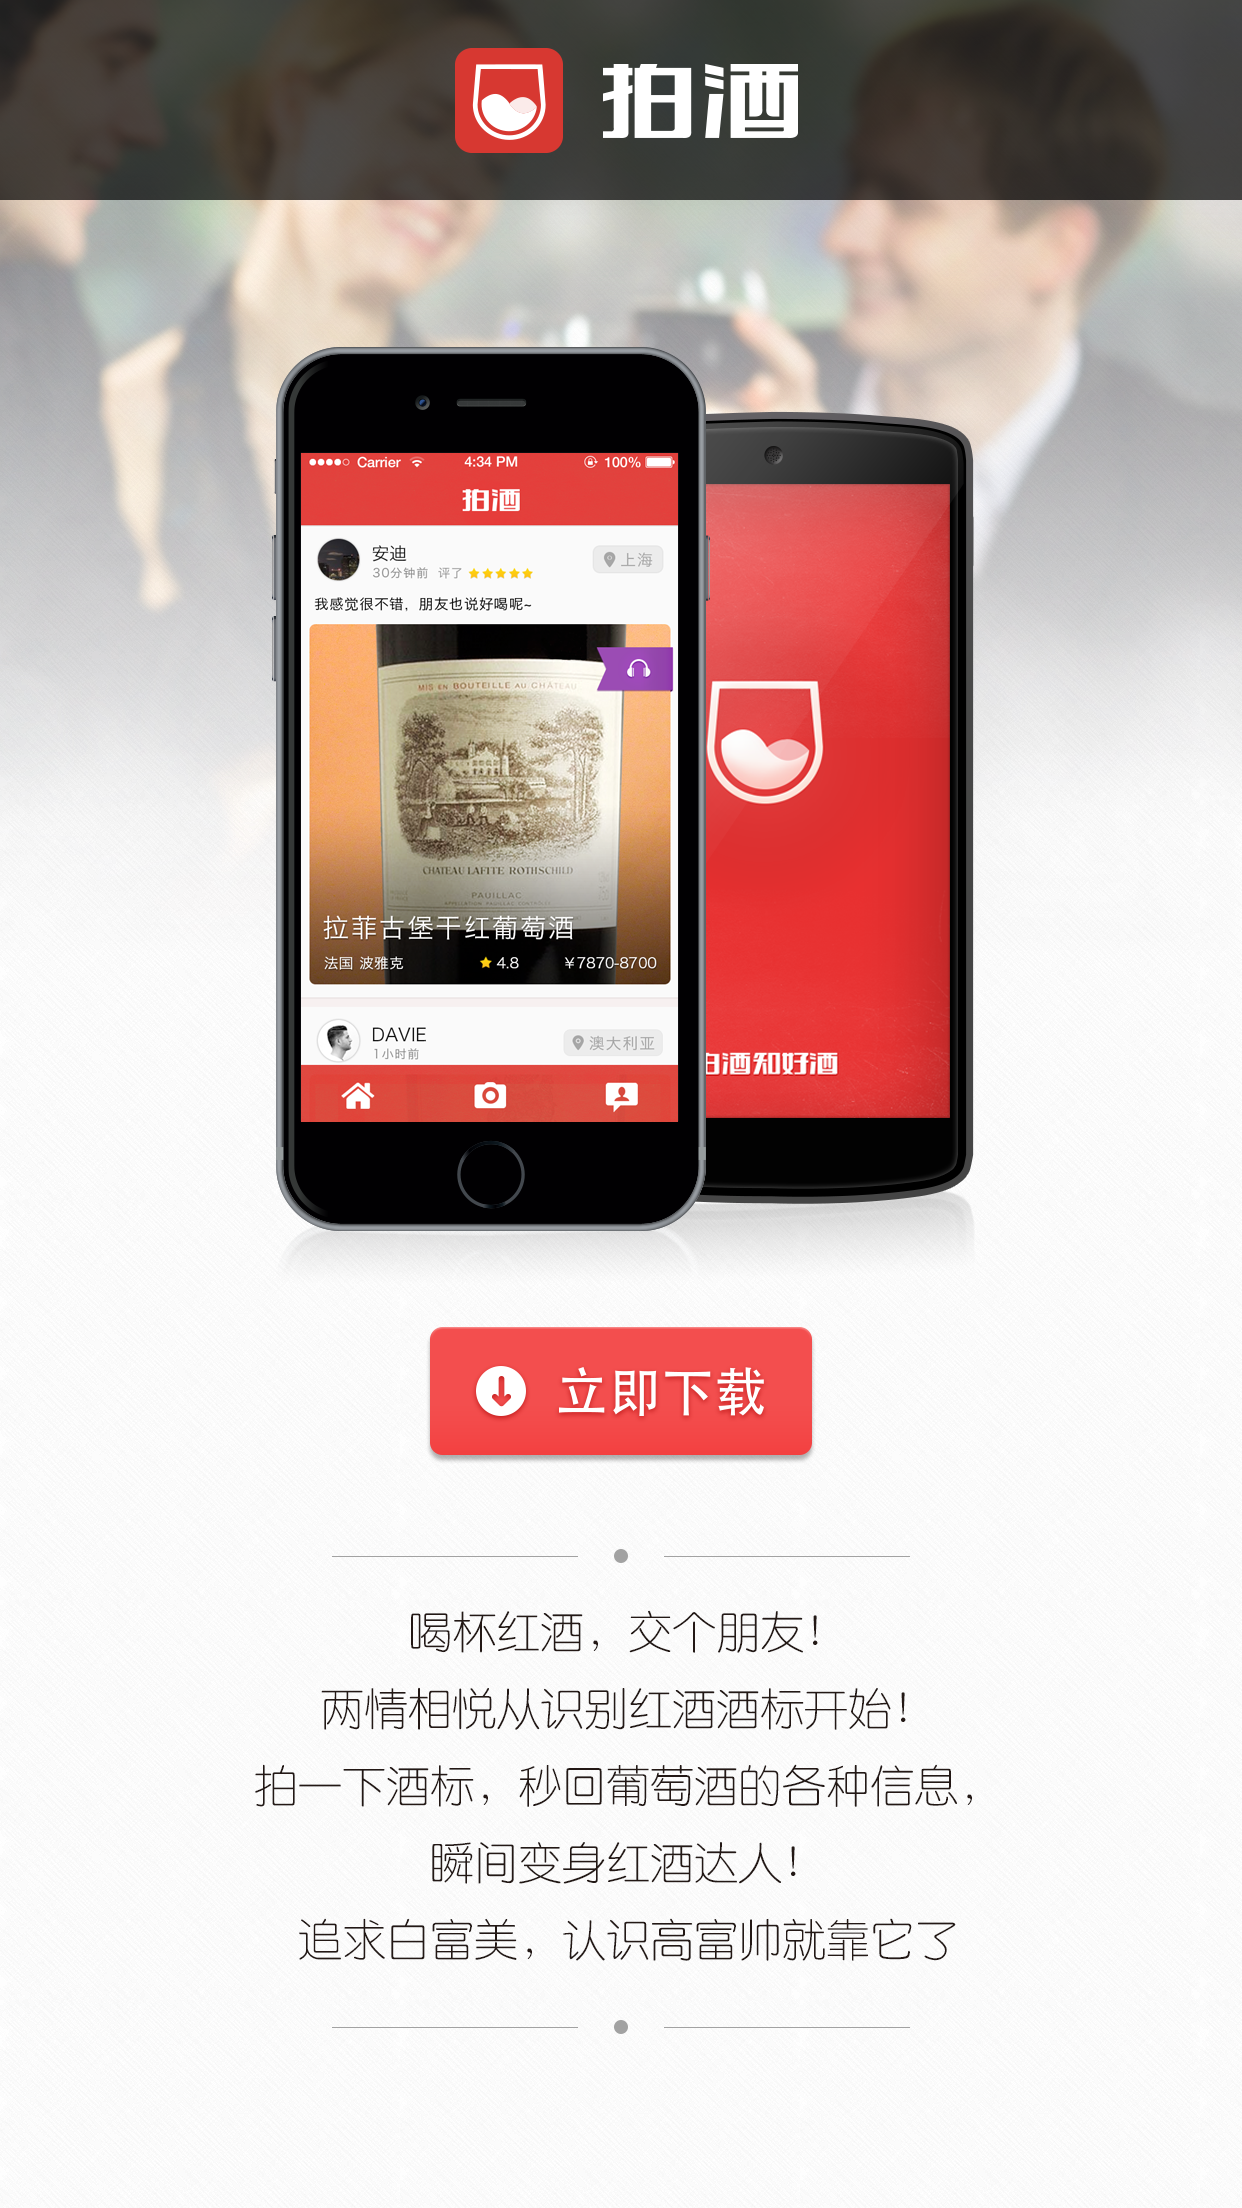 拍酒
Carrier 4:34 PM 100%
拍酒
安迪
30分钟前 评了
上海
我感觉很不错，朋友也说好喝呢~
MIS EN BOUTEILLE AU CHÂTEAU
CHATEAU LAFITE ROTHSCHILD
PAUILLAC
APPELLATION PAUILLAC CONTRÔLÉE
拉菲古堡干红葡萄酒
法国 波雅克 4.8 ￥7870-8700
DAVIE
1小时前
澳大利亚
拍酒知好酒
立即下载
喝杯红酒，交个朋友！
两情相悦从识别红酒酒标开始！
拍一下酒标，秒回葡萄酒的各种信息，
瞬间变身红酒达人！
追求白富美，认识高富帅就靠它了